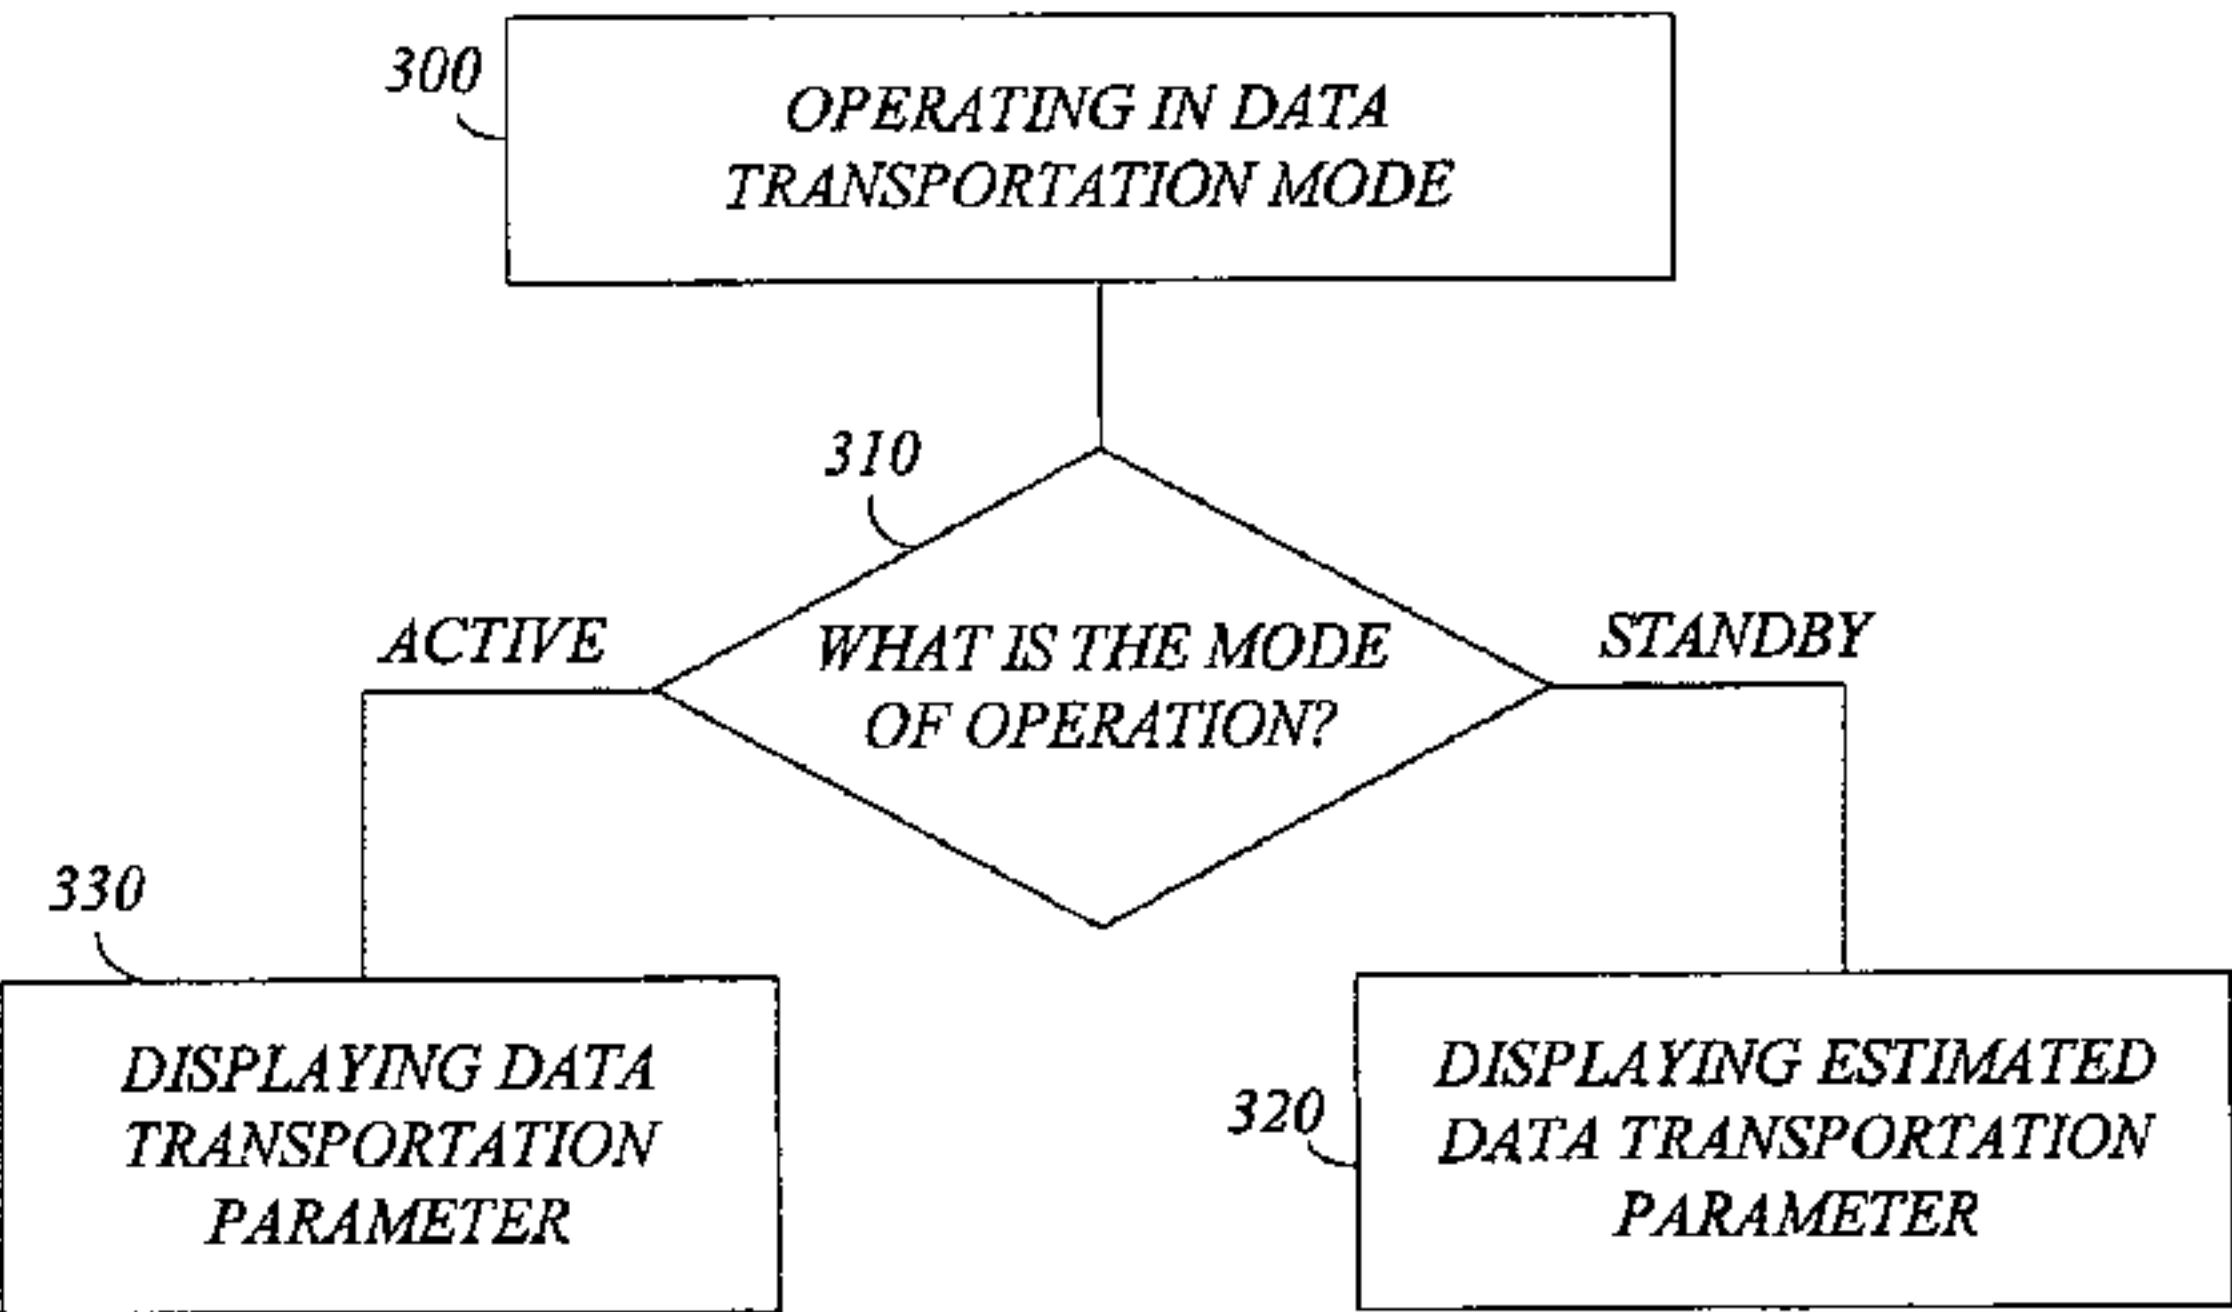 300
OPERATING IN DATA
TRANSPORTATION MODE
310
ACTIVE
WHAT IS THE MODE
OF OPERATION?
STANDBY
330
DISPLAYING DATA
TRANSPORTATION
PARAMETER
320
DISPLAYING ESTIMATED
DATA TRANSPORTATION
PARAMETER